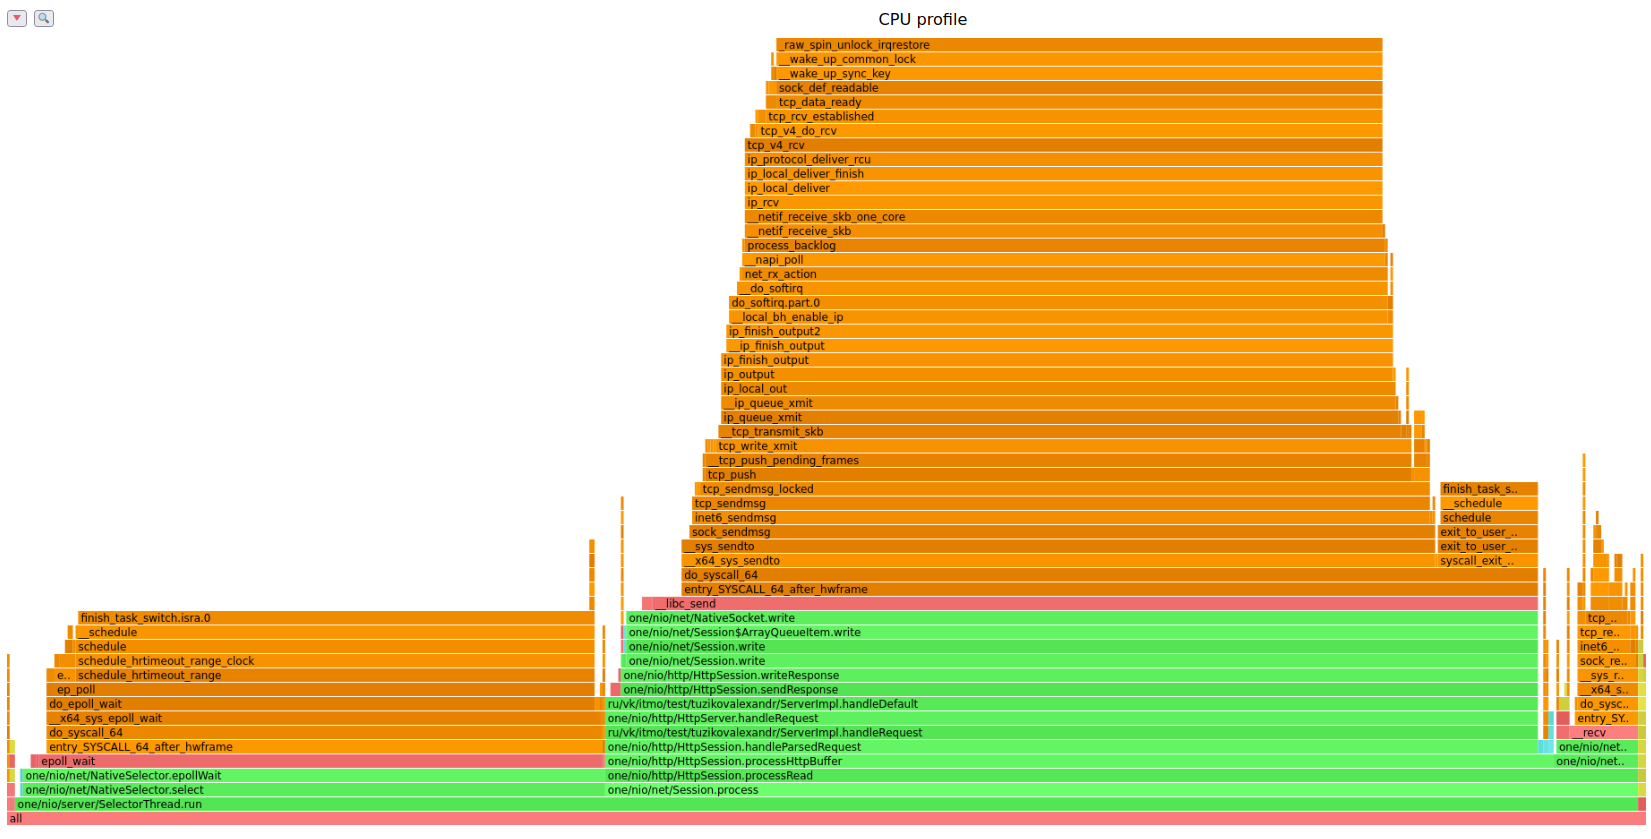 CPU profile
_raw_spin_unlock_irqrestore
__wake_up_common_lock
__wake_up_sync_key
sock_def_readable
tcp_data_ready
tcp_rcv_established
tcp_v4_do_rcv
tcp_v4_rcv
ip_protocol_deliver_rcu
ip_local_deliver_finish
ip_local_deliver
ip_rcv
__netif_receive_skb_one_core
__netif_receive_skb
process_backlog
__napi_poll
net_rx_action
__do_softirq
do_softirq.part.0
__local_bh_enable_ip
ip_finish_output2
__ip_finish_output
ip_finish_output
ip_output
ip_local_out
__ip_queue_xmit
ip_queue_xmit
__tcp_transmit_skb
tcp_write_xmit
__tcp_push_pending_frames
tcp_push
tcp_sendmsg_locked finish_task_s..
tcp_sendmsg __schedule
inet6_sendmsg schedule
sock_sendmsg exit_to_user_..
__sys_sendto exit_to_user_..
__x64_sys_sendto syscall_exit_..
do_syscall_64
entry_SYSCALL_64_after_hwframe
__libc_send
finish_task_switch.isra.0 one/nio/net/NativeSocket.write tcp_..
__schedule one/nio/net/Session$ArrayQueueItem.write tcp_re..
schedule one/nio/net/Session.write inet6_..
schedule_hrtimeout_range_clock one/nio/net/Session.write sock_re..
e.. schedule_hrtimeout_range one/nio/http/HttpSession.writeResponse __sys_r..
ep_poll one/nio/http/HttpSession.sendResponse __x64_s..
do_epoll_wait ru/vk/itmo/test/tuzikovalexandr/ServerImpl.handleDefault do_sysc..
__x64_sys_epoll_wait one/nio/http/HttpServer.handleRequest entry_SY..
do_syscall_64 ru/vk/itmo/test/tuzikovalexandr/ServerImpl.handleRequest __recv
entry_SYSCALL_64_after_hwframe one/nio/http/HttpSession.handleParsedRequest one/nio/net..
epoll_wait one/nio/http/HttpSession.processHttpBuffer one/nio/net..
one/nio/net/NativeSelector.epollWait one/nio/http/HttpSession.processRead
one/nio/net/NativeSelector.select one/nio/net/Session.process
one/nio/server/SelectorThread.run
all